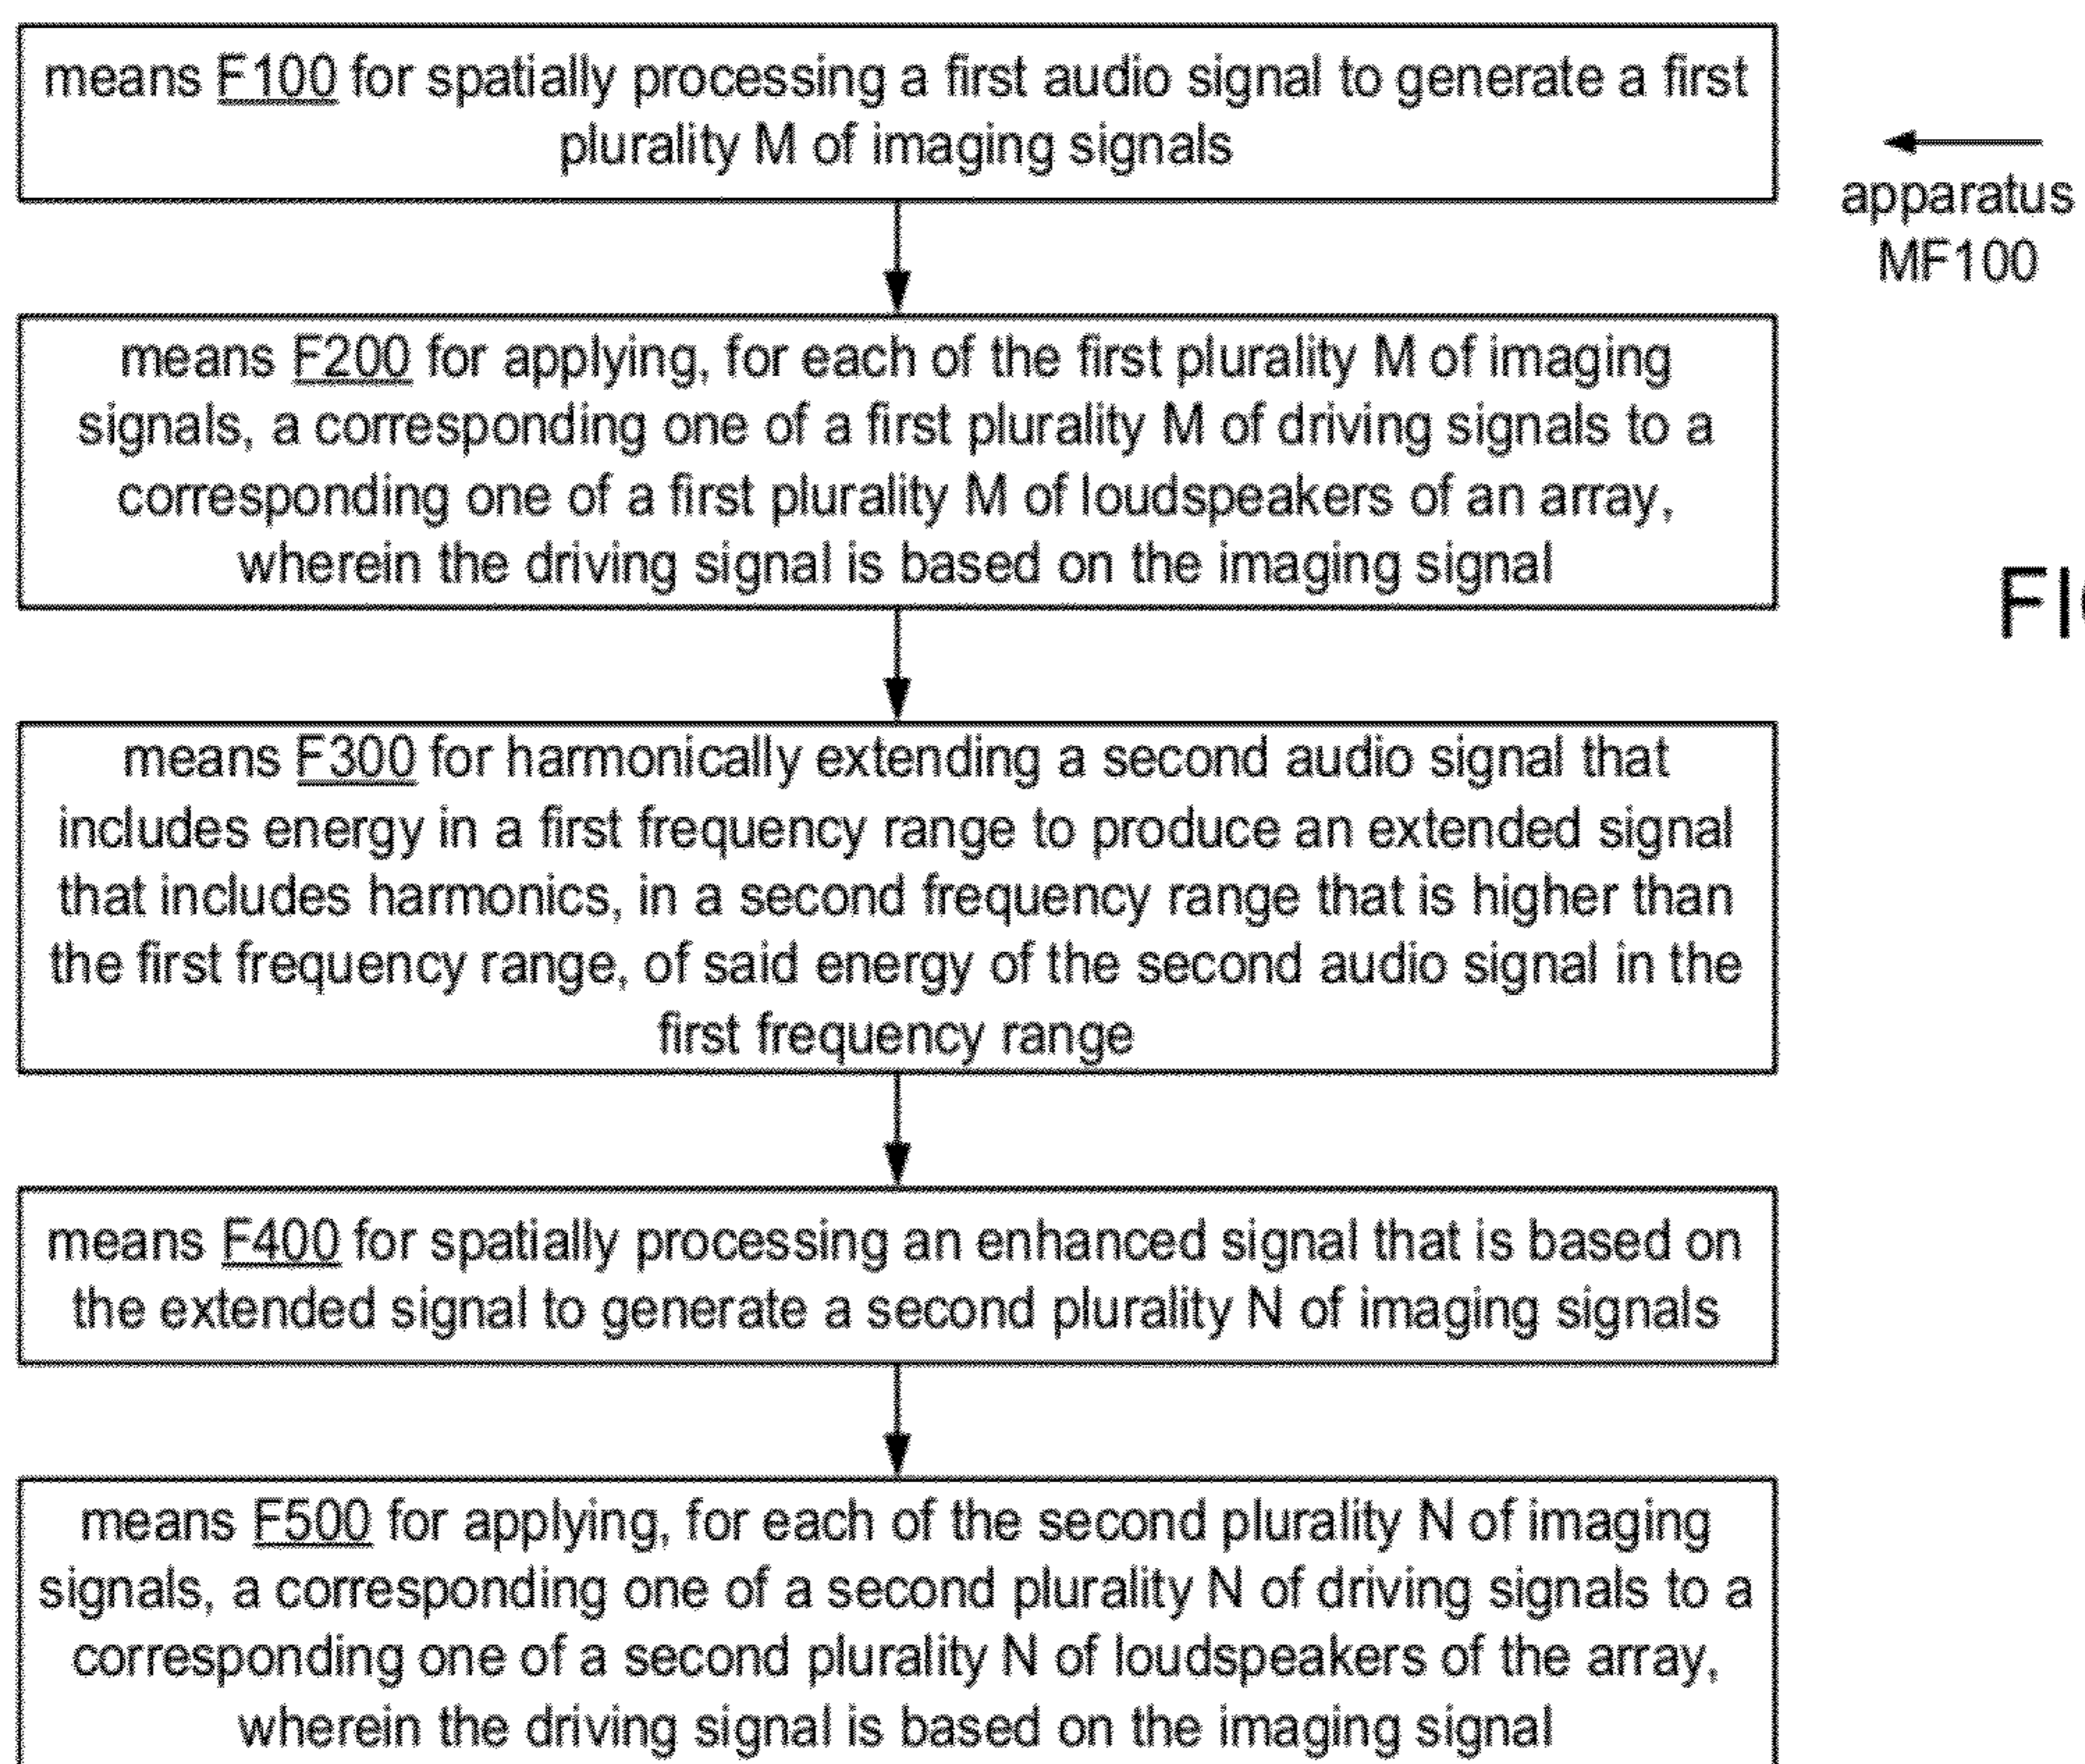 means F100 for spatially processing a first audio signal to generate a first
plurality M of imaging signals
apparatus
MF100
means F200 for applying, for each of the first plurality M of imaging
signals, a corresponding one of a first plurality M of driving signals to a
corresponding one of a first plurality M of loudspeakers of an array,
wherein the driving signal is based on the imaging signal
means F300 for harmonically extending a second audio signal that
includes energy in a first frequency range to produce an extended signal
that includes harmonics, in a second frequency range that is higher than
the first frequency range, of said energy of the second audio signal in the
first frequency range
means F400 for spatially processing an enhanced signal that is based on
the extended signal to generate a second plurality N of imaging signals
means F500 for applying, for each of the second plurality N of imaging
signals, a corresponding one of a second plurality N of driving signals to a
corresponding one of a second plurality N of loudspeakers of the array,
wherein the driving signal is based on the imaging signal